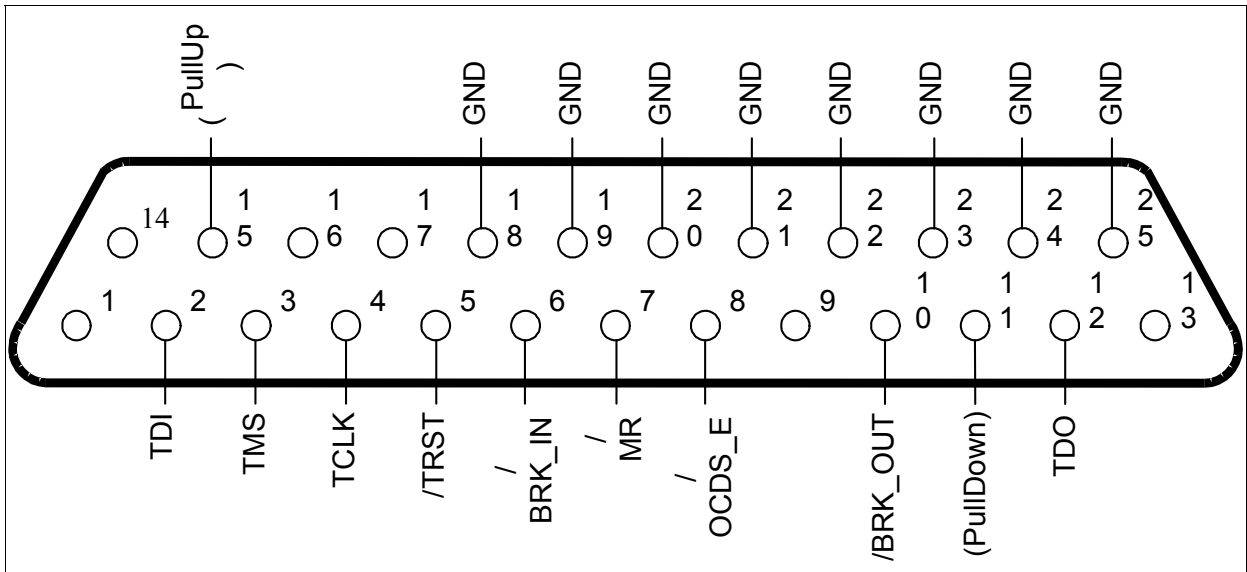 (PullUp)
GND
GND
GND
GND
GND
GND
GND
GND
14
15
16
17
18
19
20
21
22
23
24
25
1
2
3
4
5
6
7
8
9
10
11
12
13
TDI
TMS
TCLK
/TRST
/BRK_IN
/MR
/OCDS_E
/BRK_OUT
(PullDown)
TDO